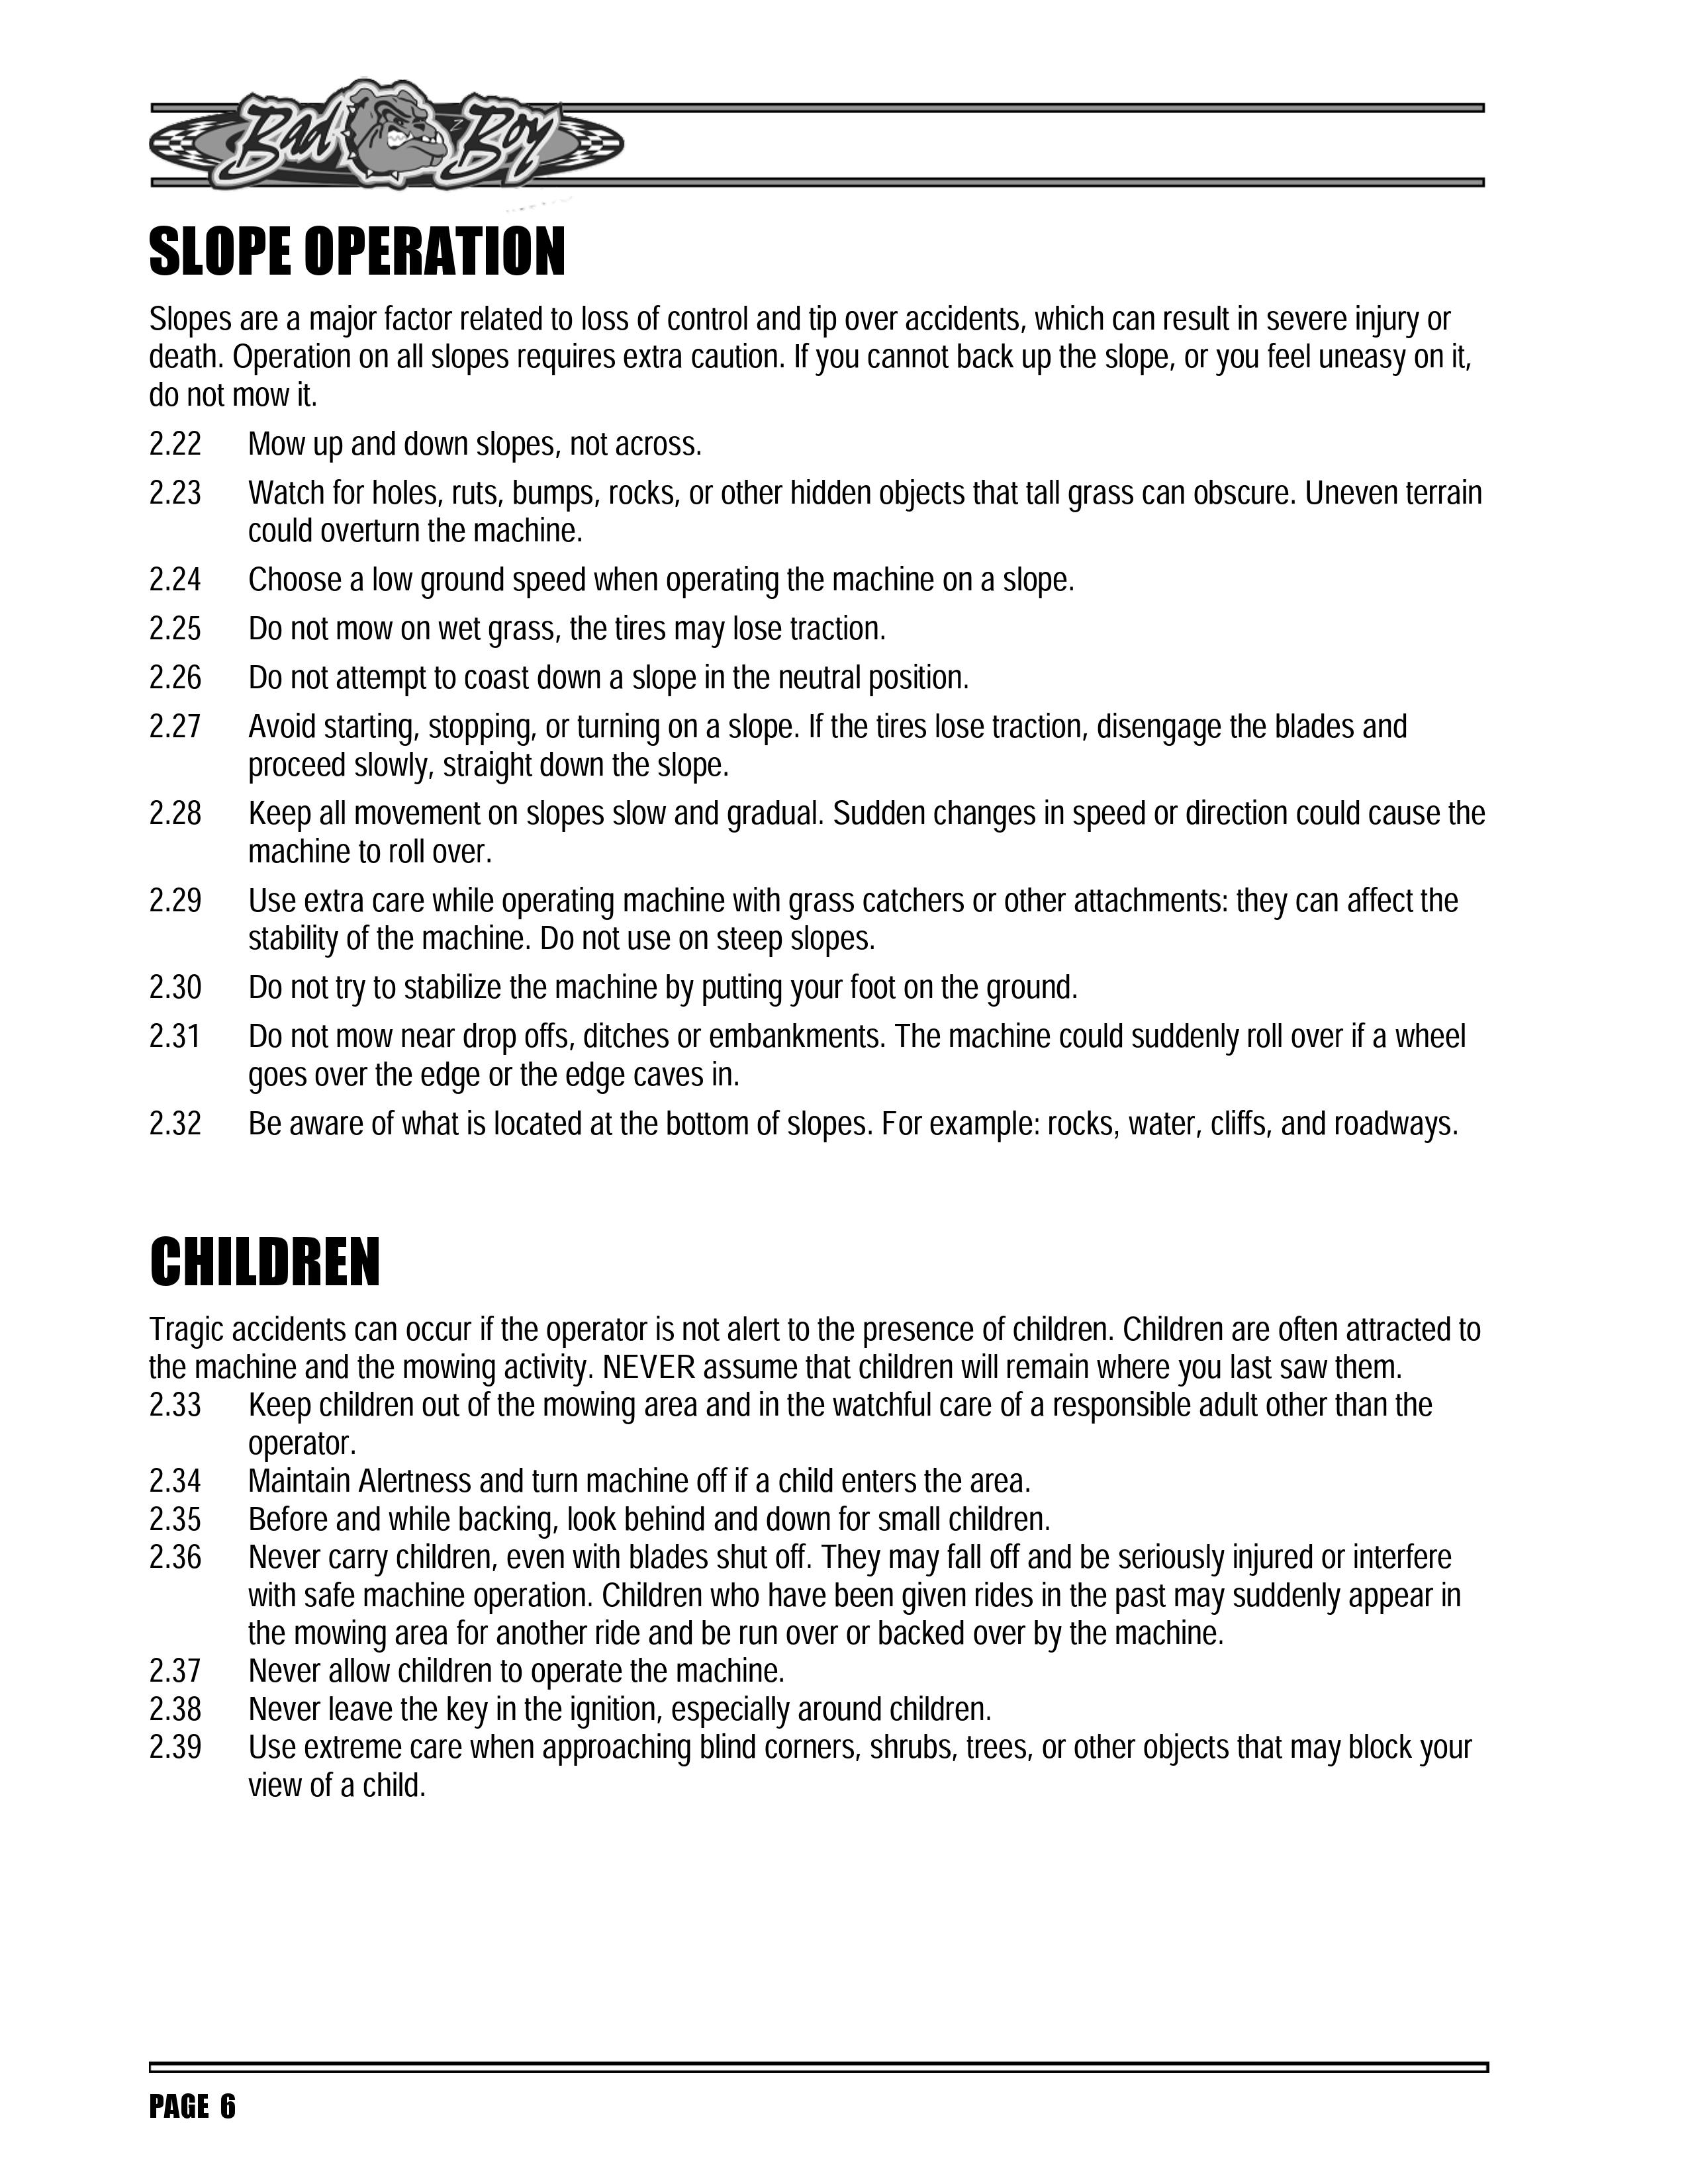 Bad Boy
SLOPE OPERATION
Slopes are a major factor related to loss of control and tip over accidents, which can result in severe injury or
death. Operation on all slopes requires extra caution. If you cannot back up the slope, or you feel uneasy on it,
do not mow it.
2.22 Mow up and down slopes, not across.
2.23 Watch for holes, ruts, bumps, rocks, or other hidden objects that tall grass can obscure. Uneven terrain
could overturn the machine.
2.24 Choose a low ground speed when operating the machine on a slope.
2.25 Do not mow on wet grass, the tires may lose traction.
2.26 Do not attempt to coast down a slope in the neutral position.
2.27 Avoid starting, stopping, or turning on a slope. If the tires lose traction, disengage the blades and
proceed slowly, straight down the slope.
2.28 Keep all movement on slopes slow and gradual. Sudden changes in speed or direction could cause the
machine to roll over.
2.29 Use extra care while operating machine with grass catchers or other attachments: they can affect the
stability of the machine. Do not use on steep slopes.
2.30 Do not try to stabilize the machine by putting your foot on the ground.
2.31 Do not mow near drop offs, ditches or embankments. The machine could suddenly roll over if a wheel
goes over the edge or the edge caves in.
2.32 Be aware of what is located at the bottom of slopes. For example: rocks, water, cliffs, and roadways.
CHILDREN
Tragic accidents can occur if the operator is not alert to the presence of children. Children are often attracted to
the machine and the mowing activity. NEVER assume that children will remain where you last saw them.
2.33 Keep children out of the mowing area and in the watchful care of a responsible adult other than the
operator.
2.34 Maintain Alertness and turn machine off if a child enters the area.
2.35 Before and while backing, look behind and down for small children.
2.36 Never carry children, even with blades shut off. They may fall off and be seriously injured or interfere
with safe machine operation. Children who have been given rides in the past may suddenly appear in
the mowing area for another ride and be run over or backed over by the machine.
2.37 Never allow children to operate the machine.
2.38 Never leave the key in the ignition, especially around children.
2.39 Use extreme care when approaching blind corners, shrubs, trees, or other objects that may block your
view of a child.
PAGE 6